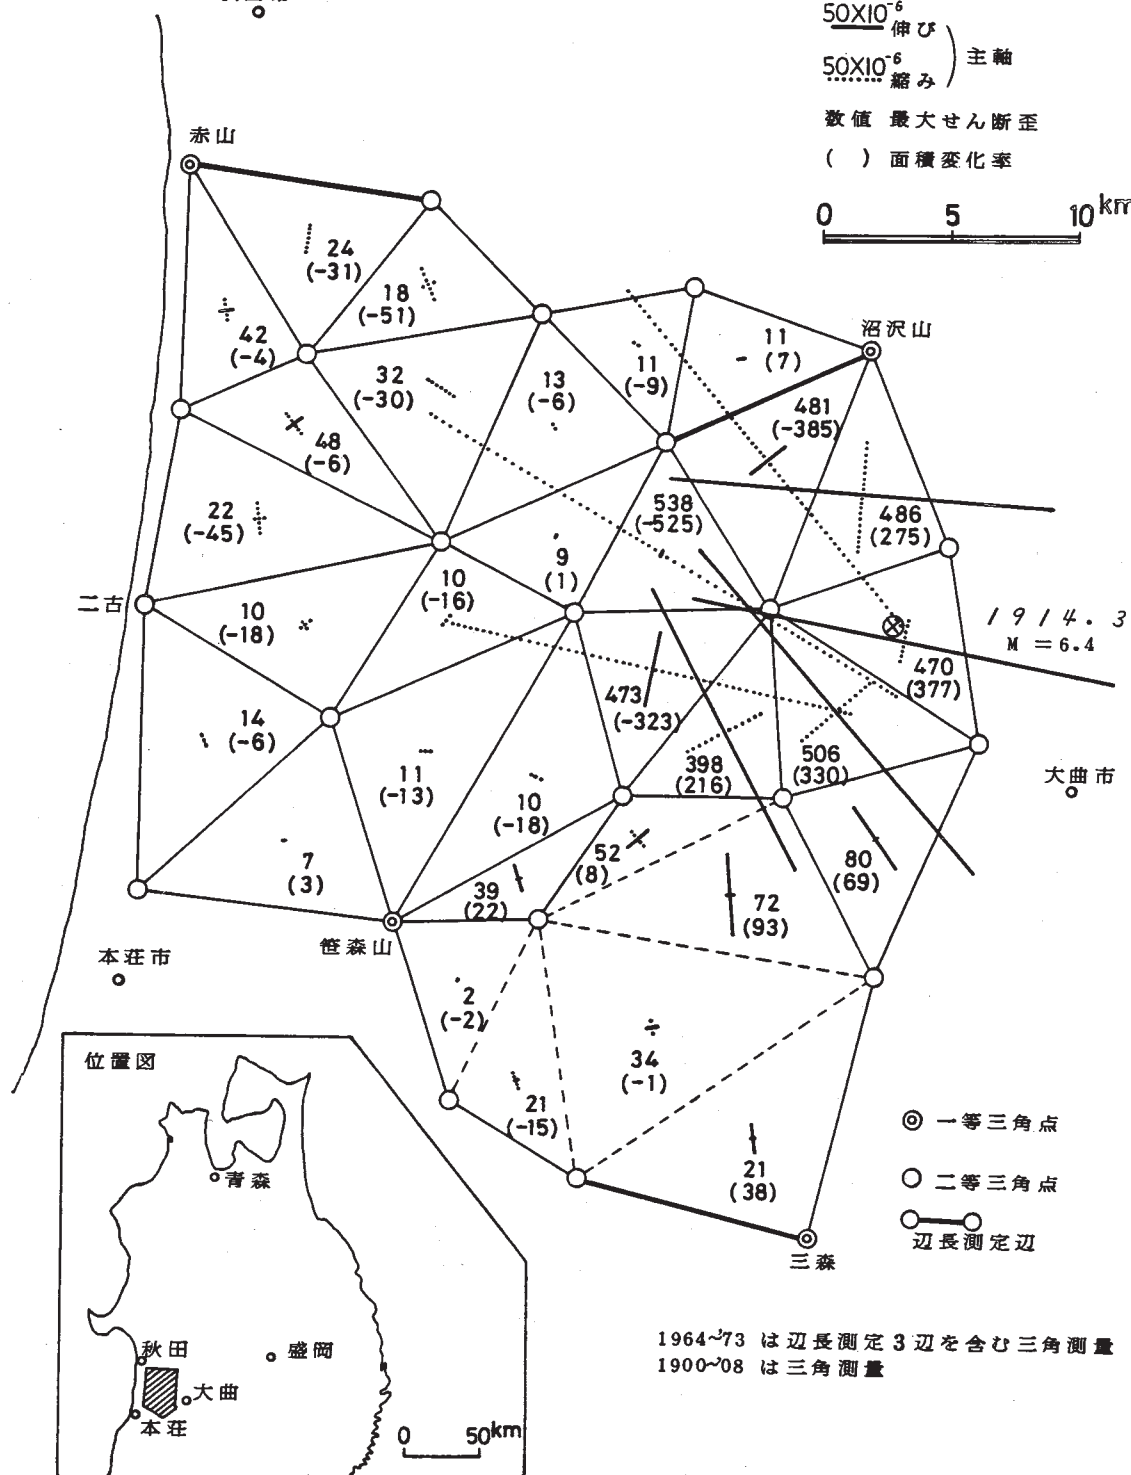 50×10⁻⁶ 伸び
50×10⁻⁶ 縮み
主軸
数値 最大せん断歪
( ) 面積変化率
0 5 10 km
赤山
24
(-31)
18
(-51)
42
(-4)
沼沢山
11
(7)
11
(-9)
32
(-30)
13
(-6)
481
(-385)
48
(-6)
22
(-45)
538
(-525)
486
(275)
9
(1)
10
(-16)
二古
10
(-18)
1914.3
M=6.4
470
(377)
473
(-323)
14
(-6)
398
(216)
506
(330)
大曲市
11
(-13)
10
(-18)
52
(8)
80
(69)
7
(3)
39
(22)
72
(93)
笹森山
本荘市
2
(-2)
34
(-1)
21
(-15)
21
(38)
三森
一等三角点
二等三角点
辺長測定辺
位置図
青森
秋田
盛岡
大曲
本荘
0 50km
1964~'73 は辺長測定3辺を含む三角測量
1900~'08 は三角測量